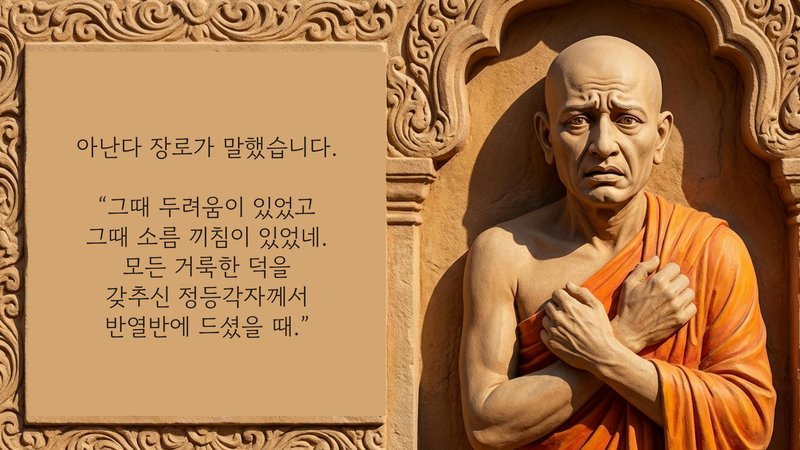 아난다 장로가 말했습니다.
“그때 두려움이 있었고
그때 소름 끼침이 있었네.
모든 거룩한 덕을
갖추신 정등각자께서
반열반에 드셨을 때.”